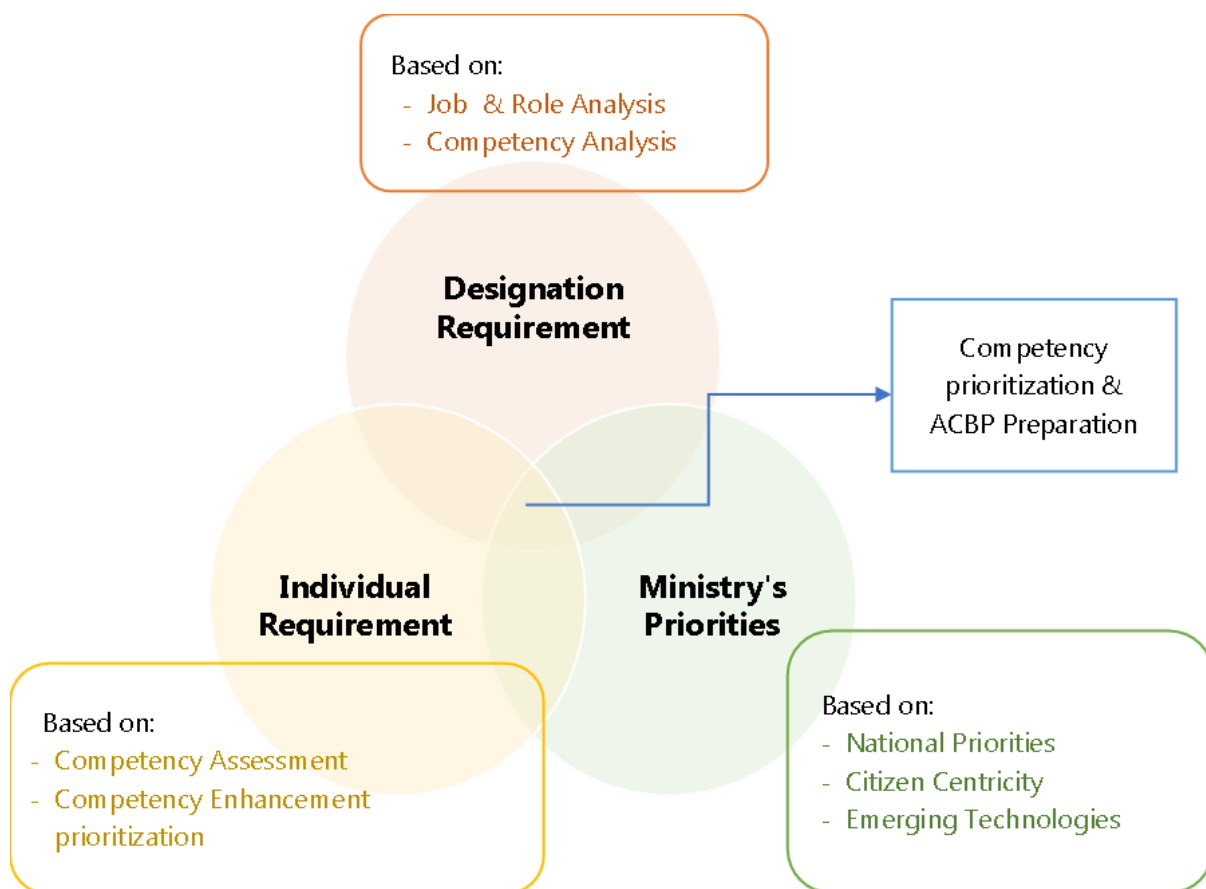 Based on:
- Job & Role Analysis
- Competency Analysis
Designation
Requirement
Competency
prioritization &
ACBP Preparation
Individual
Requirement
Ministry's
Priorities
Based on:
- Competency Assessment
- Competency Enhancement
prioritization
Based on:
- National Priorities
- Citizen Centricity
- Emerging Technologies